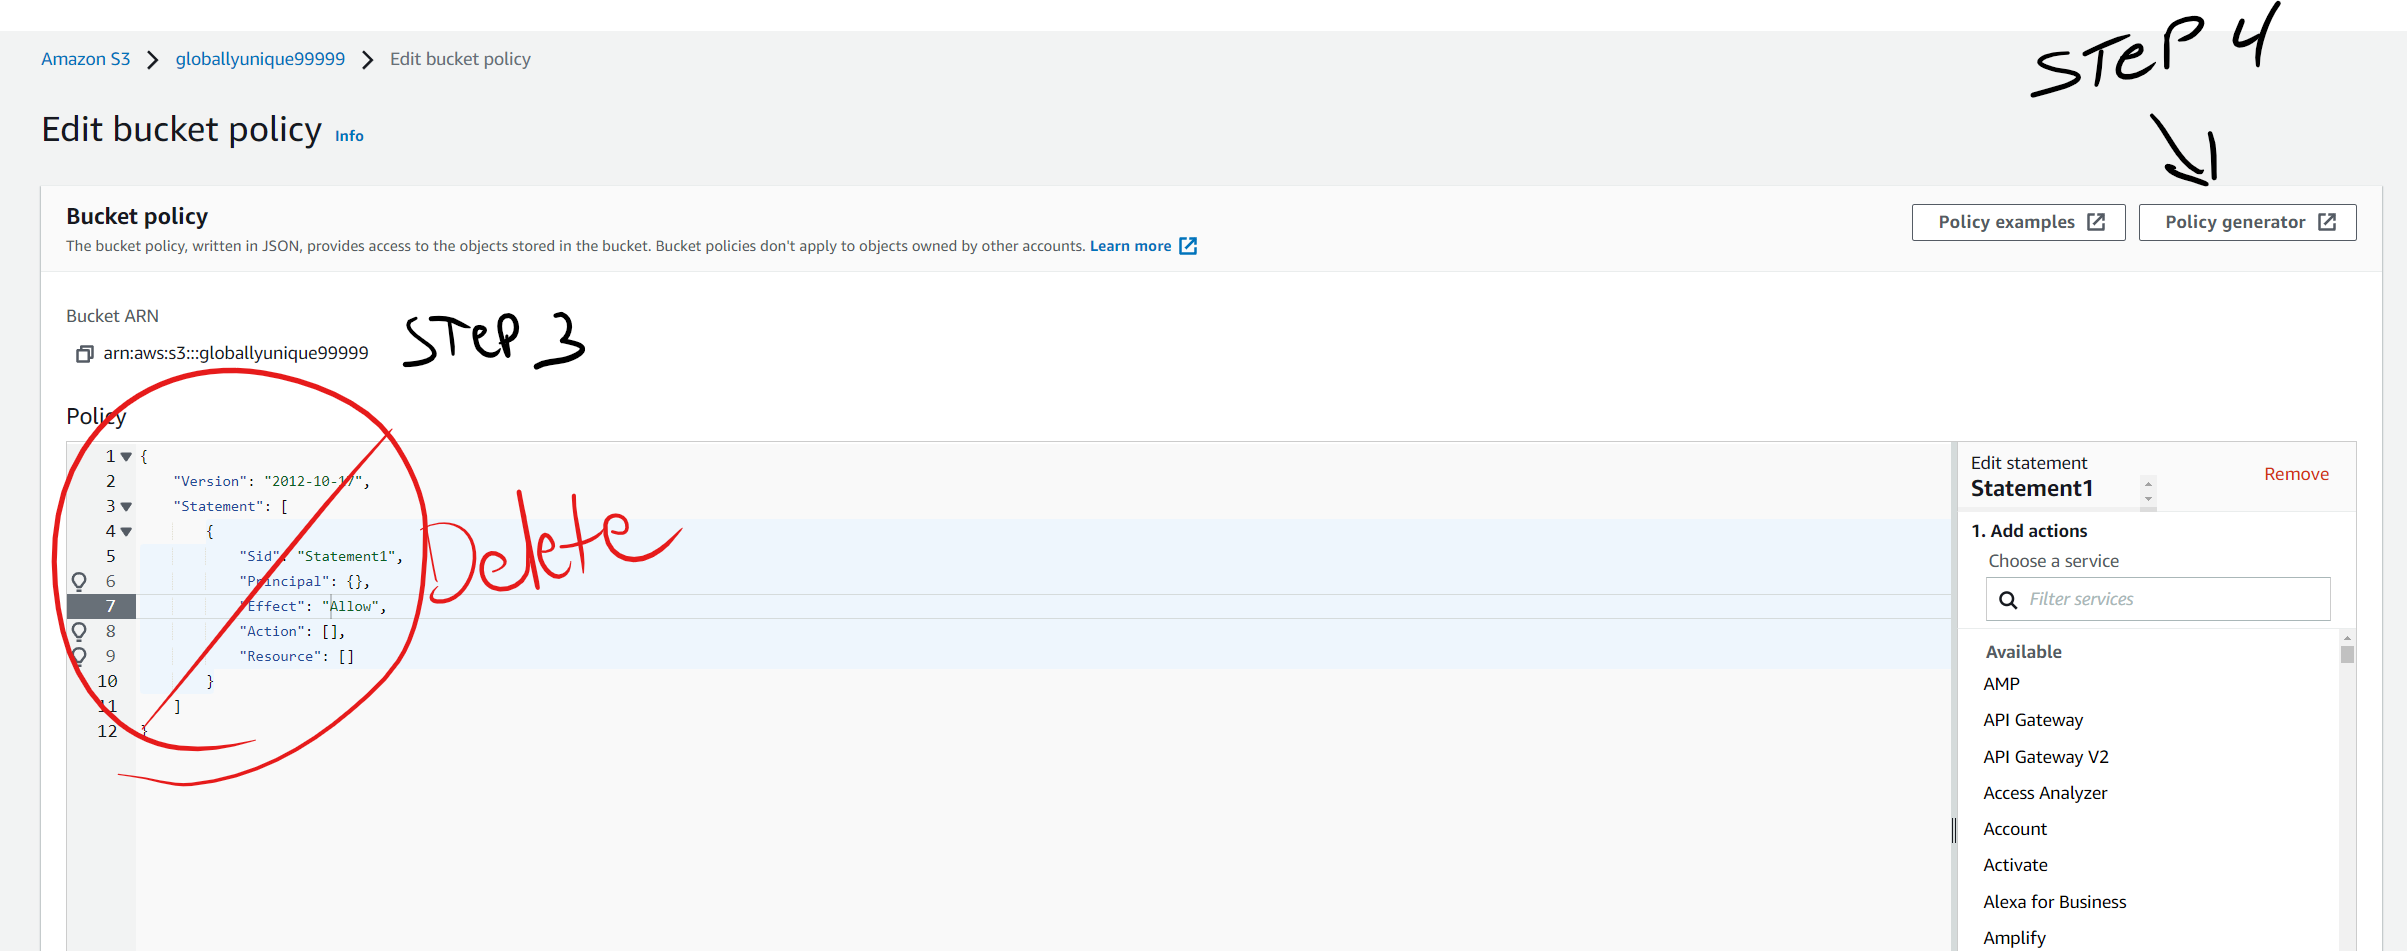 STeP 4
Amazon S3 > globallyunique99999 > Edit bucket policy
Edit bucket policy Info
Bucket policy
The bucket policy, written in JSON, provides access to the objects stored in the bucket. Bucket policies don't apply to objects owned by other accounts. Learn more
Policy examples
Policy generator
Bucket ARN
arn:aws:s3:::globallyunique99999
STeP 3
Policy
1 {
2 "Version": "2012-10-17",
3 "Statement": [
4 {
5 "Sid": "Statement1",
6 "Principal": {},
7 "Effect": "Allow",
8 "Action": [],
9 "Resource": []
10 }
11 ]
12 }
Delete
Edit statement
Statement1
Remove
1. Add actions
Choose a service
Filter services
Available
AMP
API Gateway
API Gateway V2
Access Analyzer
Account
Activate
Alexa for Business
Amplify